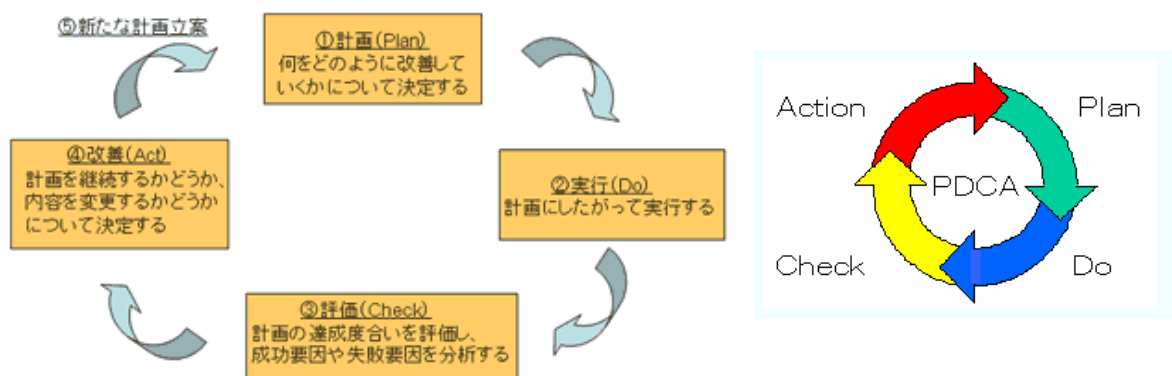 ⑤新たな計画立案
①計画(Plan)
何をどのように改善して
いくかについて決定する
②実行(Do)
計画にしたがって実行する
③評価(Check)
計画の達成度合いを評価し、
成功要因や失敗要因を分析する
④改善(Act)
計画を継続するかどうか、
内容を変更するかどうか
について決定する
Action
Plan
PDCA
Check
Do